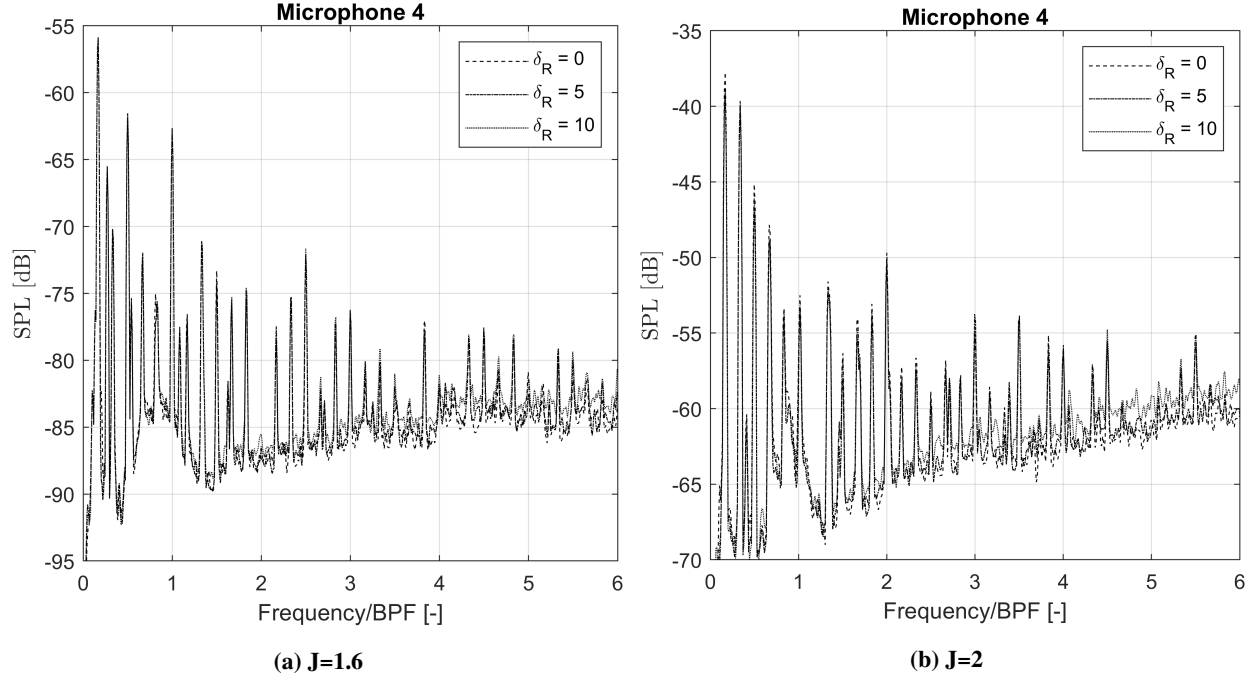 Microphone 4
-55
-60
-65
-70
-75
-80
-85
-90
-95
SPL [dB]
δR = 0
δR = 5
δR = 10
0 1 2 3 4 5 6
Frequency/BPF [-]
(a) J=1.6
Microphone 4
-35
-40
-45
-50
-55
-60
-65
-70
SPL [dB]
δR = 0
δR = 5
δR = 10
0 1 2 3 4 5 6
Frequency/BPF [-]
(b) J=2